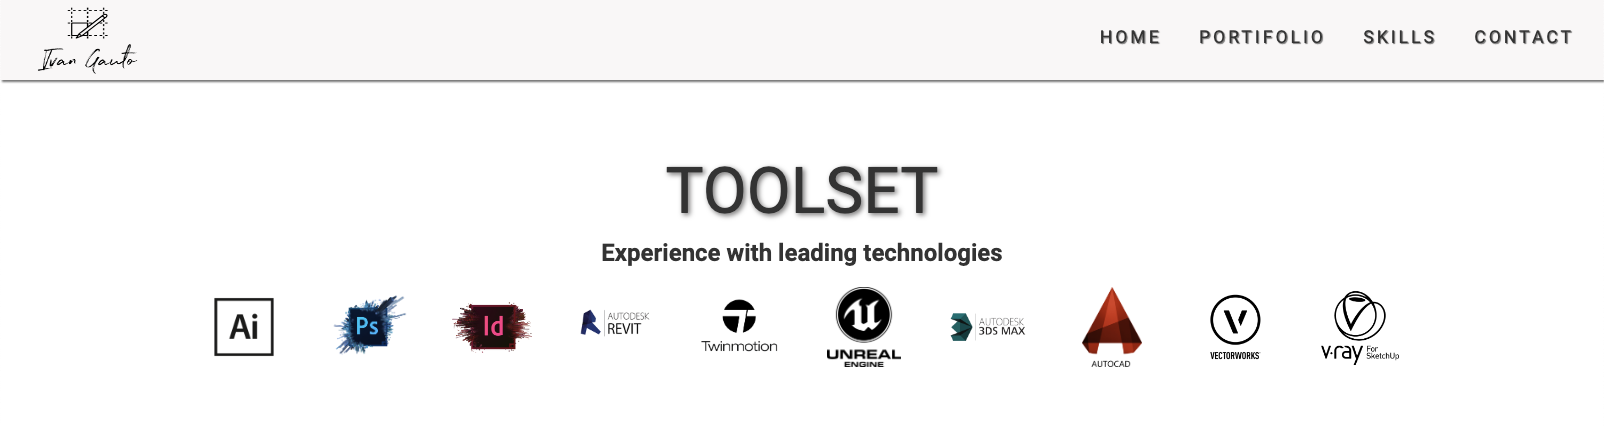 Ivan Gauto
HOME PORTIFOLIO SKILLS CONTACT
TOOLSET
Experience with leading technologies
Ai
Ps
Id
AUTODESK
REVIT
Twinmotion
UNREAL
ENGINE
AUTODESK
3DS MAX
AUTOCAD
VECTORWORKS
v·ray For
SketchUp